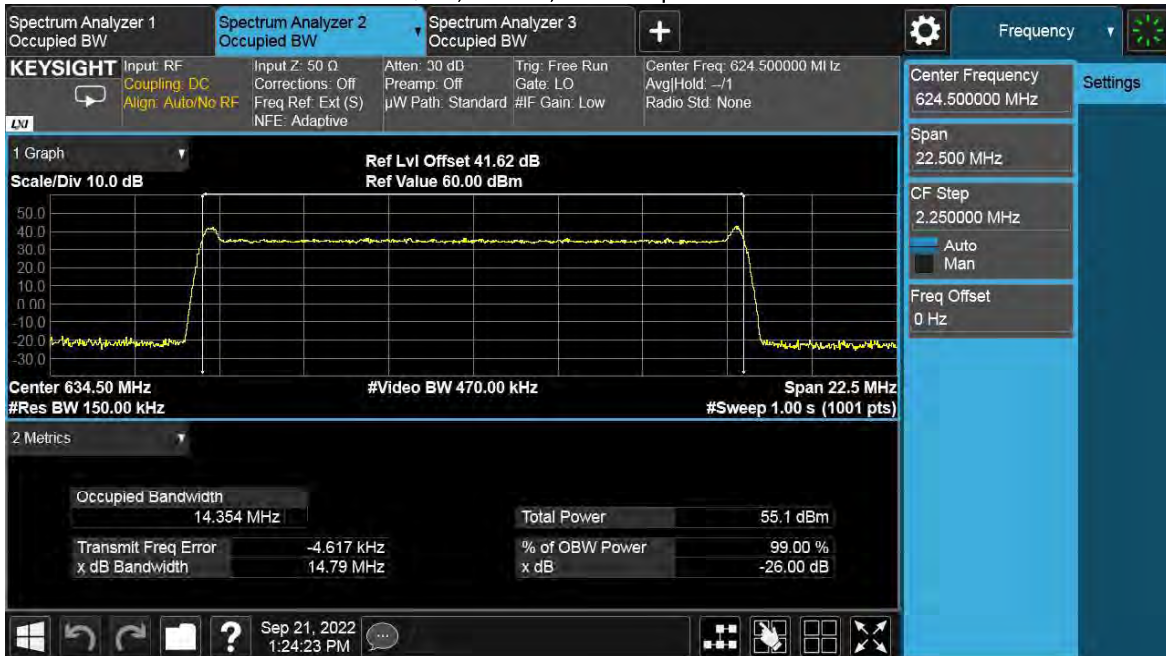 Spectrum Analyzer 1
Occupied BW
Spectrum Analyzer 2
Occupied BW
Spectrum Analyzer 3
Occupied BW
+
Frequency
KEYSIGHT
LXI
Input: RF
Coupling: DC
Align: Auto/No RF
Input Z: 50 Ω
Corrections: Off
Freq Ref: Ext (S)
NFE: Adaptive
Atten: 30 dB
Preamp: Off
µW Path: Standard
Trig: Free Run
Gate: LO
#IF Gain: Low
Center Freq: 624.500000 MHz
Avg|Hold: --/1
Radio Std: None
Center Frequency
624.500000 MHz
Settings
Span
22.500 MHz
CF Step
2.250000 MHz
Auto
Man
Freq Offset
0 Hz
1 Graph
Scale/Div 10.0 dB
Ref Lvl Offset 41.62 dB
Ref Value 60.00 dBm
50.0
40.0
30.0
20.0
10.0
0.00
-10.0
-20.0
-30.0
Center 634.50 MHz
#Res BW 150.00 kHz
#Video BW 470.00 kHz
Span 22.5 MHz
#Sweep 1.00 s (1001 pts)
2 Metrics
Occupied Bandwidth
14.354 MHz
Total Power 55.1 dBm
Transmit Freq Error -4.617 kHz
% of OBW Power 99.00 %
x dB Bandwidth 14.79 MHz
x dB -26.00 dB
?
Sep 21, 2022
1:24:23 PM